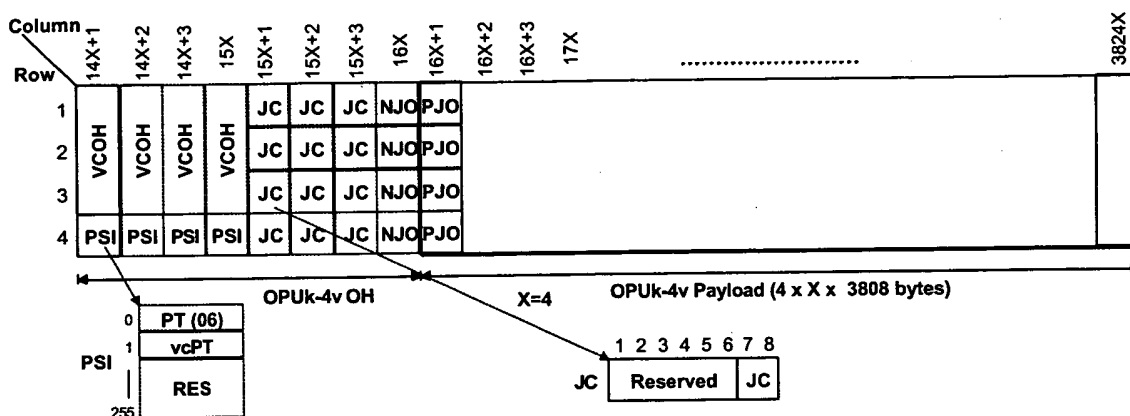 Column
14X+1 14X+2 14X+3 15X 15X+1 15X+2 15X+3 16X 16X+1 16X+2 16X+3 17X 3824X
Row
1 VCOH VCOH VCOH VCOH JC JC JC NJO PJO
2 JC JC JC NJO PJO
3 JC JC JC NJO PJO
4 PSI PSI PSI PSI JC JC JC NJO PJO
OPUk-4v OH X=4 OPUk-4v Payload (4 x X x 3808 bytes)
0 PT (06)
PSI 1 vcPT
RES
255
1 2 3 4 5 6 7 8
JC Reserved JC